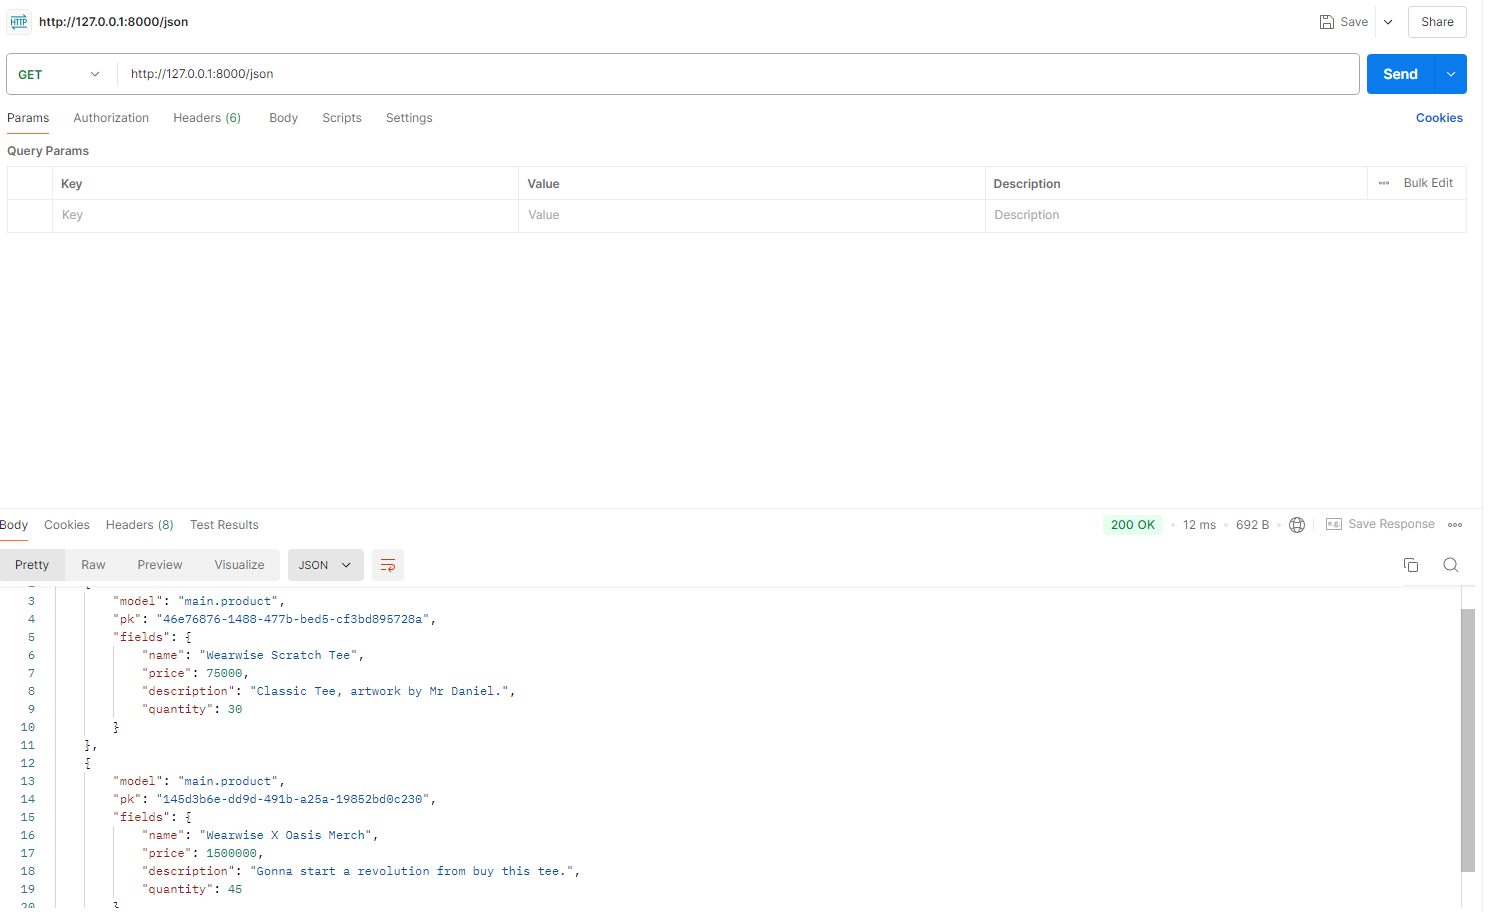 HTTP http://127.0.0.1:8000/json Save Share
GET http://127.0.0.1:8000/json Send
Params Authorization Headers (6) Body Scripts Settings Cookies
Query Params
Key Value Description Bulk Edit
Key Value Description
Body Cookies Headers (8) Test Results 200 OK 12 ms 692 B e.g. Save Response
Pretty Raw Preview Visualize JSON
2 {
3 "model": "main.product",
4 "pk": "46e76876-1488-477b-bed5-cf3bd895728a",
5 "fields": {
6 "name": "Wearwise Scratch Tee",
7 "price": 75000,
8 "description": "Classic Tee, artwork by Mr Daniel.",
9 "quantity": 30
10 }
11 },
12 {
13 "model": "main.product",
14 "pk": "145d3b6e-dd9d-491b-a25a-19852bd0c230",
15 "fields": {
16 "name": "Wearwise X Oasis Merch",
17 "price": 1500000,
18 "description": "Gonna start a revolution from buy this tee.",
19 "quantity": 45
20 }